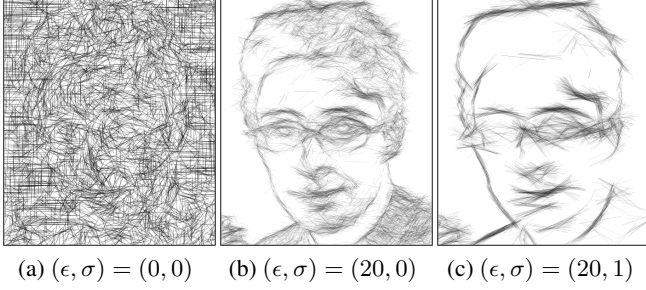 (a) (ϵ, σ) = (0, 0) (b) (ϵ, σ) = (20, 0) (c) (ϵ, σ) = (20, 1)